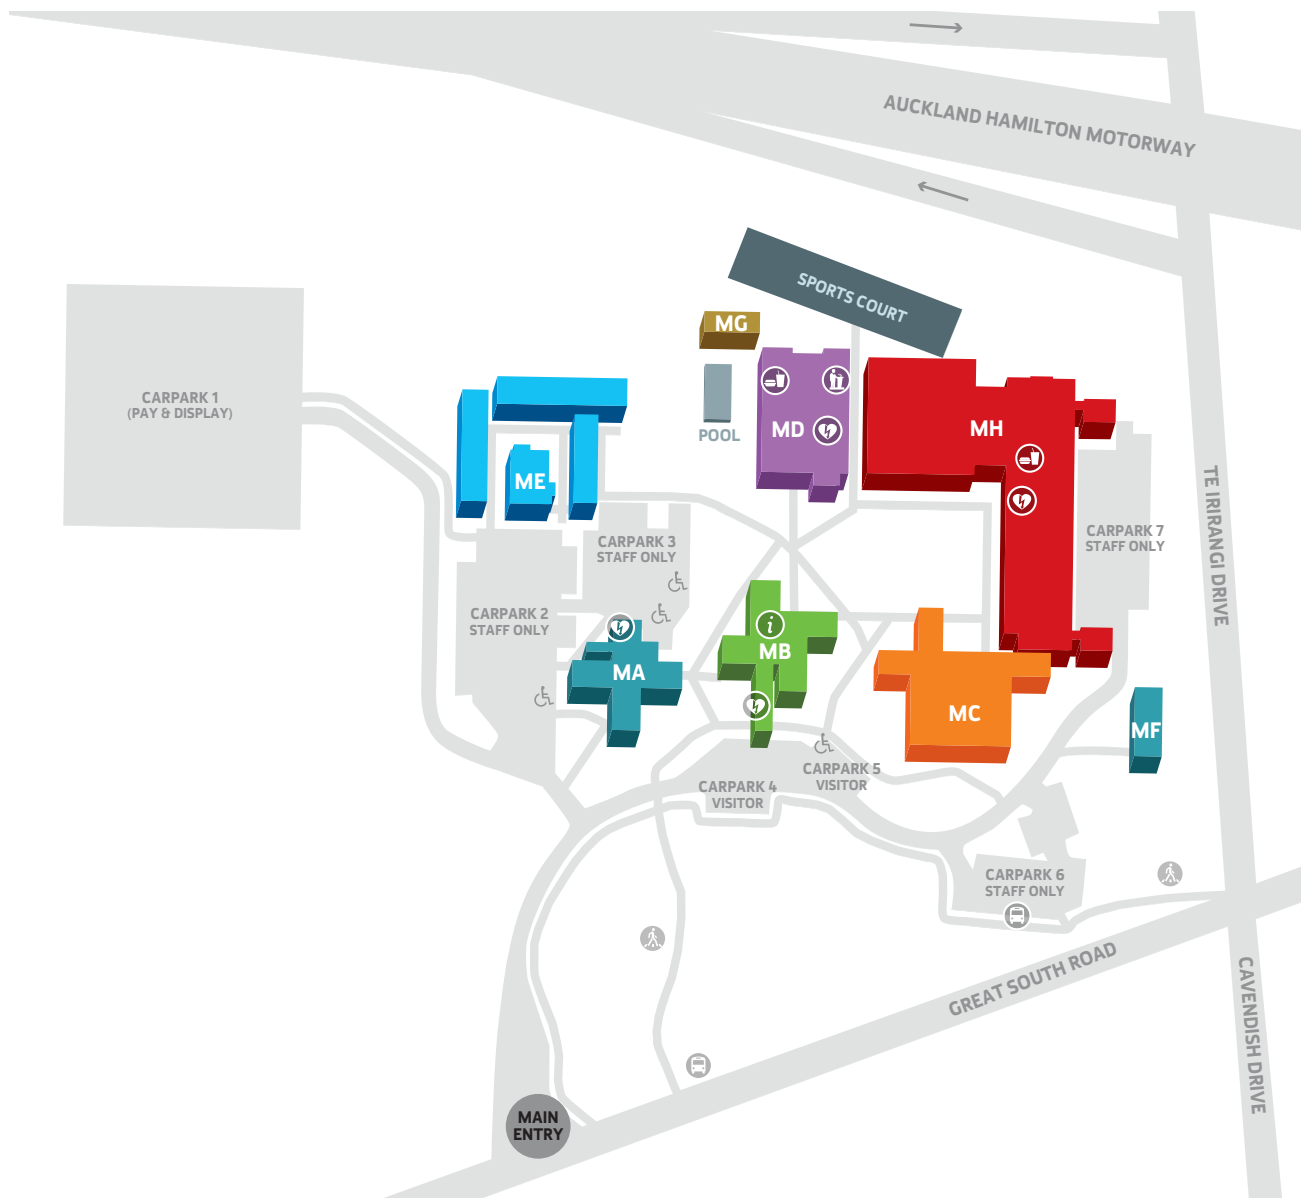 AUCKLAND HAMILTON MOTORWAY
SPORTS COURT
MG
CARPARK 1
(PAY & DISPLAY)
POOL
MD
MH
ME
TE IRIRANGI DRIVE
CARPARK 3
STAFF ONLY
CARPARK 7
STAFF ONLY
CARPARK 2
STAFF ONLY
i
MA
MB
MC
MF
CARPARK 4
VISITOR
CARPARK 5
VISITOR
CARPARK 6
STAFF ONLY
GREAT SOUTH ROAD
CAVENDISH DRIVE
MAIN
ENTRY